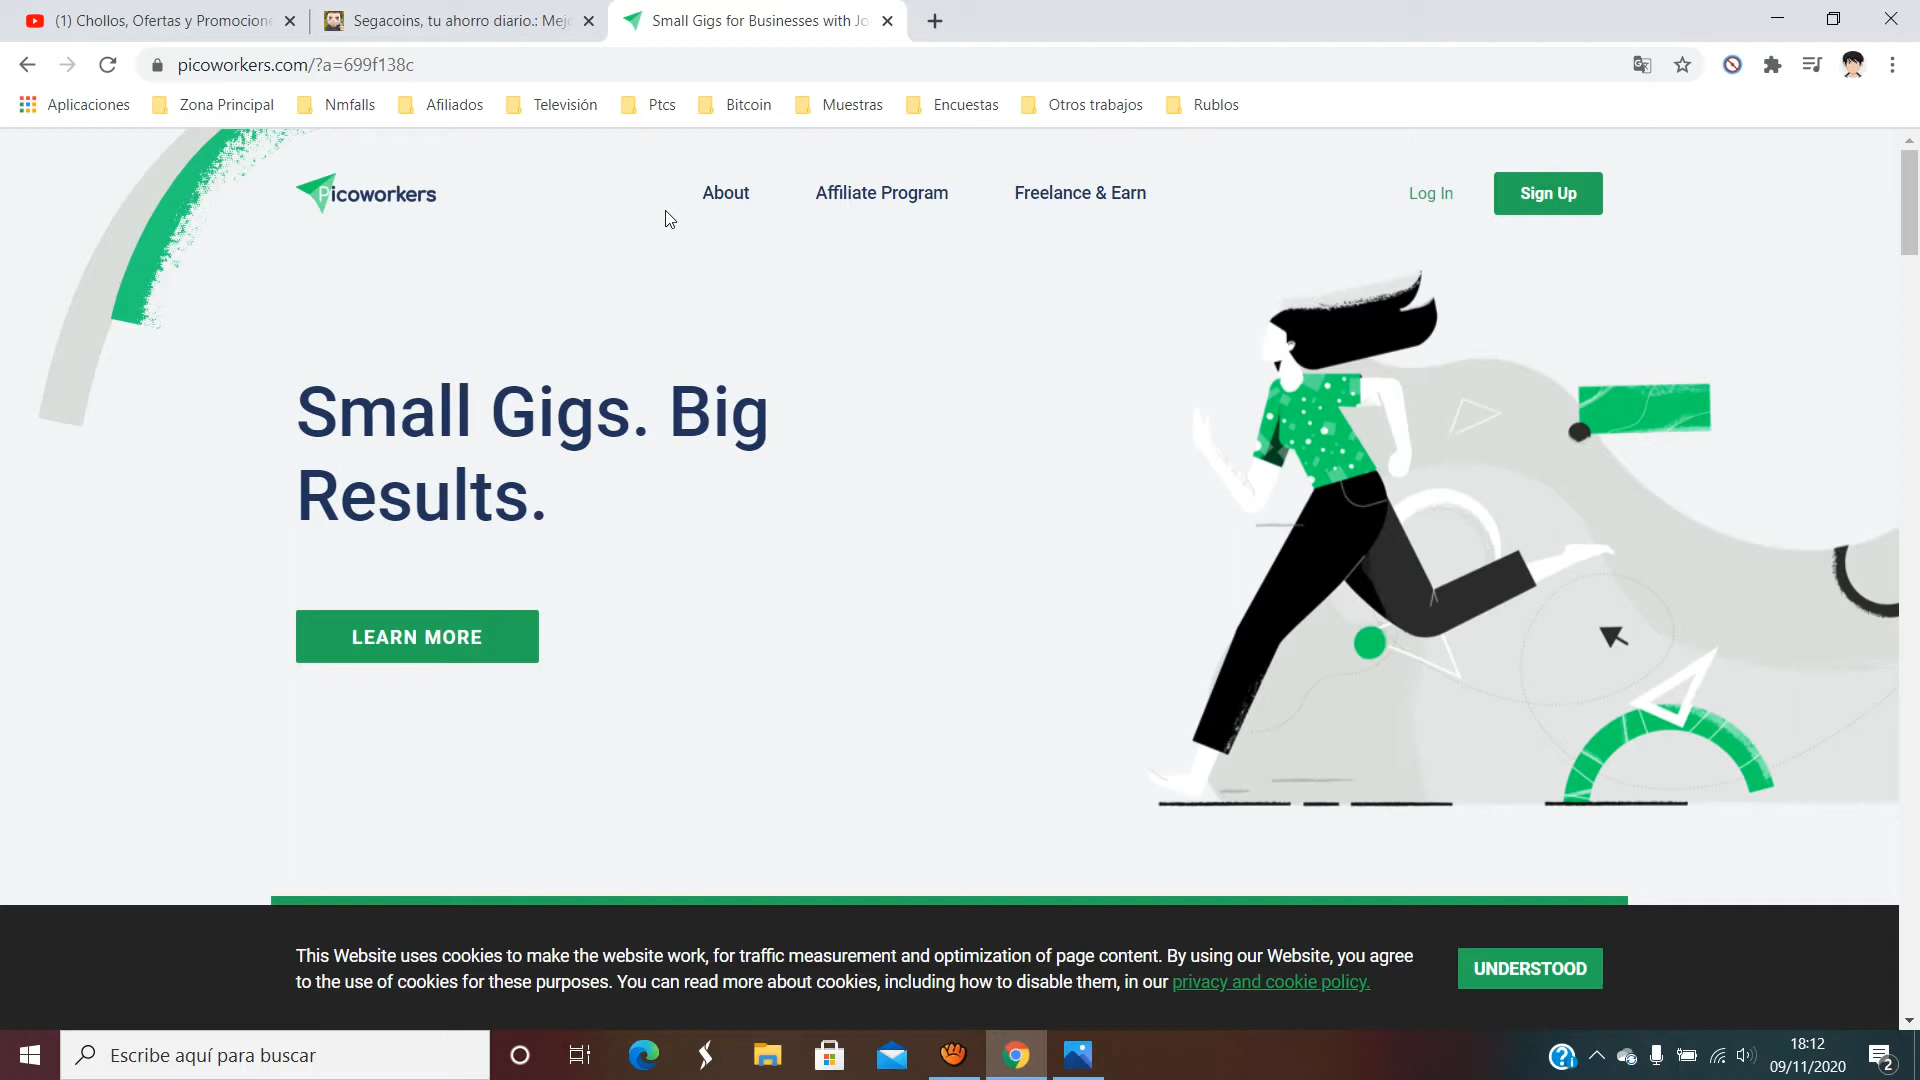 (1) Chollos, Ofertas y Promocione
Segacoins, tu ahorro diario.: Mejo
Small Gigs for Businesses with Jo
picoworkers.com/?a=699f138c
Aplicaciones
Zona Principal
Nmfalls
Afiliados
Televisión
Ptcs
Bitcoin
Muestras
Encuestas
Otros trabajos
Rublos
Picoworkers
About
Affiliate Program
Freelance & Earn
Log In
Sign Up
Small Gigs. Big
Results.
LEARN MORE
This Website uses cookies to make the website work, for traffic measurement and optimization of page content. By using our Website, you agree
to the use of cookies for these purposes. You can read more about cookies, including how to disable them, in our privacy and cookie policy.
UNDERSTOOD
Escribe aquí para buscar
18:12
09/11/2020
2